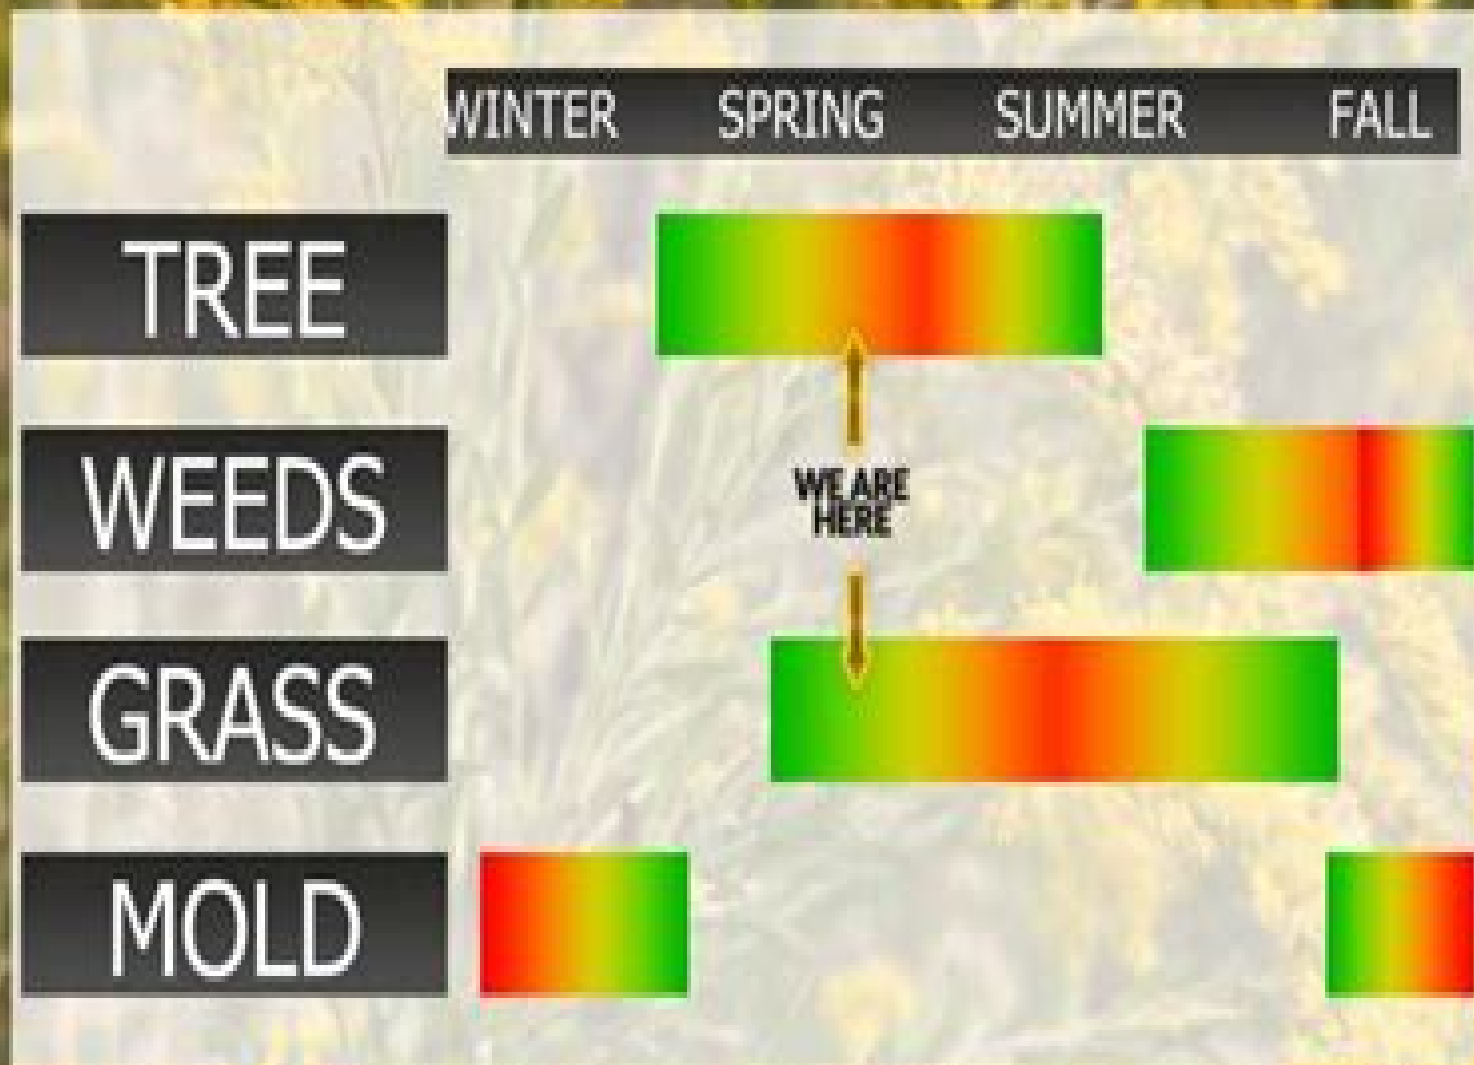 WINTER SPRING SUMMER FALL
TREE
WEEDS
WE ARE
HERE
GRASS
MOLD